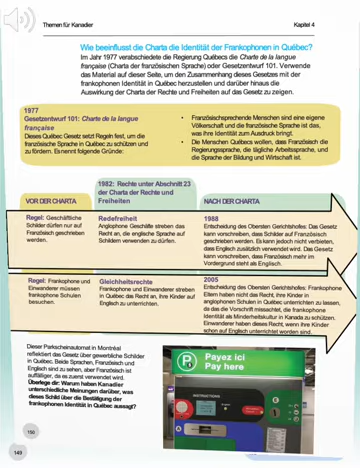 Themen für Kanadier
Kapitel 4
Wie beeinflusst die Charta die Identität der Frankophonen in Québec?
Im Jahr 1977 verabschiedete die Regierung Québecs die Charte de la langue
française (Charta der französischen Sprache) oder Gesetzentwurf 101. Verwende
das Material auf dieser Seite, um den Zusammenhang dieses Gesetzes mit der
frankophonen Identität in Québec herzustellen und darüber hinaus die
Auswirkung der Charta der Rechte und Freiheiten auf das Gesetz zu zeigen.
1977
Gesetzentwurf 101: Charte de la langue
française
Dieses Québec Gesetz setzt Regeln fest, um die
französische Sprache in Québec zu schützen und
zu fördern. Es nennt folgende Gründe:
• Französischsprechende Menschen sind eine eigene
Völkerschaft und die französische Sprache ist das,
was ihre Identität zum Ausdruck bringt.
• Die Menschen Québecs wollen, dass Französisch die
Regierungssprache, die tägliche Arbeitssprache, und
die Sprache der Bildung und Wirtschaft ist.
VOR DER CHARTA
1982: Rechte unter Abschnitt 23
der Charta der Rechte und
Freiheiten
NACH DER CHARTA
Regel: Geschäftliche
Schilder dürfen nur auf
Französisch geschrieben
werden.
Redefreiheit
Anglophone Geschäfte streben das
Recht an, die englische Sprache auf
Schildern verwenden zu dürfen.
1988
Entscheidung des Obersten Gerichtshofes: Das Gesetz
kann vorschreiben, dass Schilder auf Französisch
geschrieben werden. Es kann jedoch nicht verbieten,
dass Englisch zusätzlich verwendet wird. Das Gesetz
kann vorschreiben, dass Französisch mehr im
Vordergrund steht als Englisch.
Regel: Frankophone und
Einwanderer müssen
frankophone Schulen
besuchen.
Gleichheitsrechte
Frankophone und Einwanderer streben
in Québec das Recht an, ihre Kinder auf
Englisch zu unterrichten.
2005
Entscheidung des Obersten Gerichtshofes: Frankophone
Eltern haben nicht das Recht, ihre Kinder in
anglophonen Schulen in Québec unterrichten zu lassen,
da das die Vorschrift missachtet, die frankophone
Identität als Minderheitskultur in Kanada zu schützen.
Einwanderer haben dieses Recht, wenn ihre Kinder
schon auf English unterrichtet worden sind.
Dieser Parkscheinautomat in Montréal
reflektiert das Gesetz über gewerbliche Schilder
in Québec. Beide Sprachen, Französisch und
Englisch sind zu sehen, aber Französisch ist
auffälliger, da es zuerst verwendet wird.
Überlege dir: Warum haben Kanadier
unterschiedliche Meinungen darüber, was
dieses Schild über die Bestätigung der
frankophonen Identität in Québec aussagt?
Payez ici
Pay here
INSTRUCTIONS
150
149